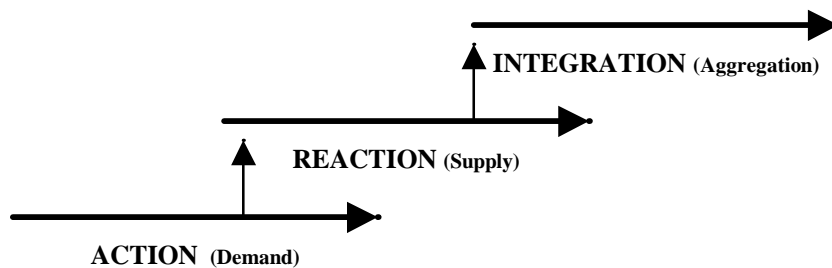 INTEGRATION (Aggregation)
REACTION (Supply)
ACTION (Demand)